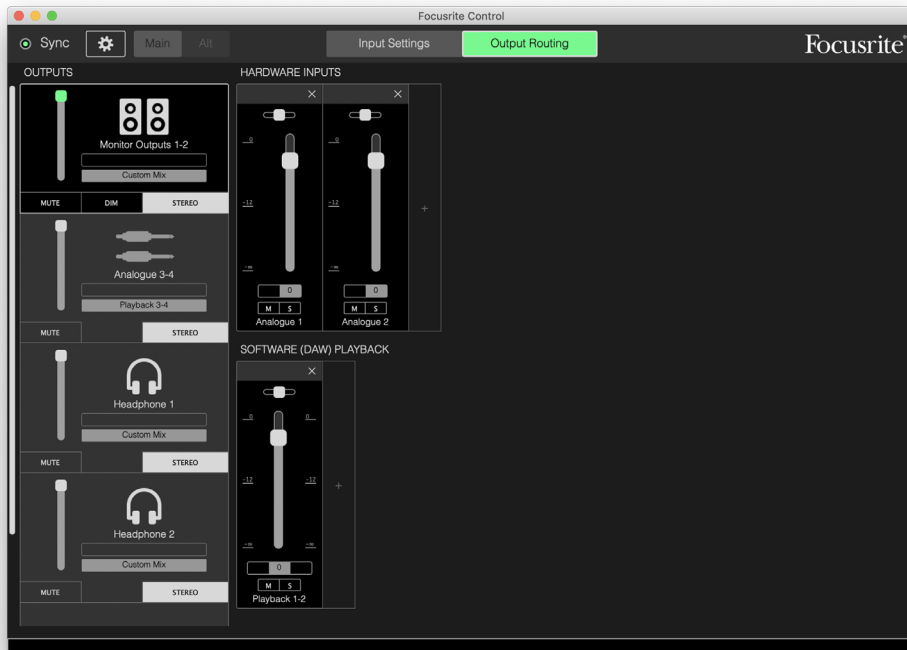 Focusrite Control
Sync
Main
Alt
Input Settings
Output Routing
Focusrite®
OUTPUTS
Monitor Outputs 1-2
Custom Mix
MUTE
DIM
STEREO
Analogue 3-4
Playback 3-4
MUTE
STEREO
Headphone 1
Custom Mix
MUTE
STEREO
Headphone 2
Custom Mix
MUTE
STEREO
HARDWARE INPUTS
0
-12
-∞
0
M S
Analogue 1
0
-12
-∞
0
M S
Analogue 2
+
SOFTWARE (DAW) PLAYBACK
0 0
-12 -12
-∞ -∞
0
M S
Playback 1-2
+